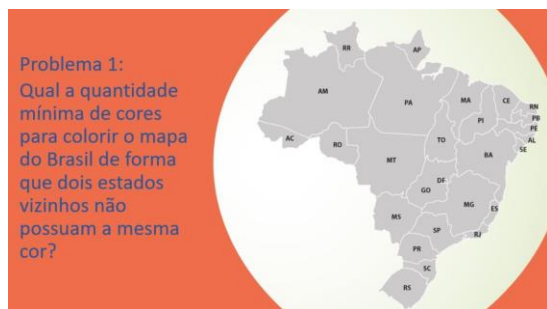 Problema 1:
Qual a quantidade
mínima de cores
para colorir o mapa
do Brasil de forma
que dois estados
vizinhos não
possuam a mesma
cor?
RR
AP
AM
PA
MA
CE
RN
PB
PE
AL
SE
PI
AC
RO
TO
BA
MT
DF
GO
MG
ES
MS
SP
RJ
PR
SC
RS